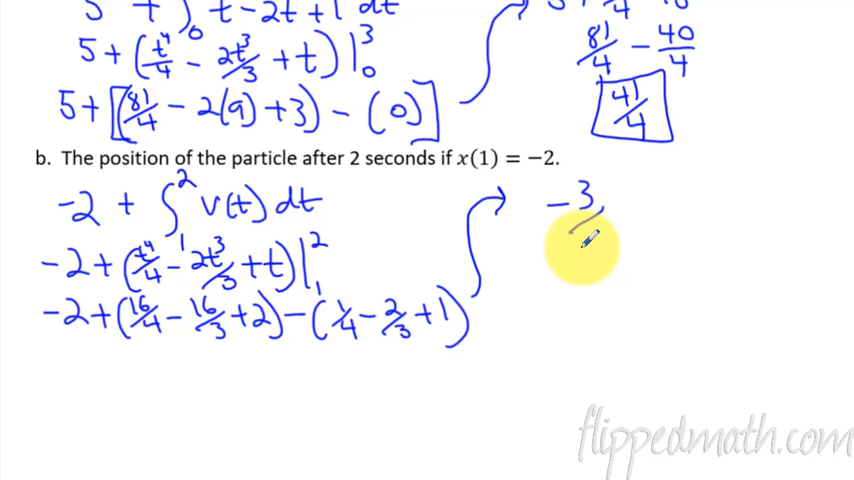 5 + ∫₀ t - 2t + 1 dt
5 + (t⁴/4 - 2t³/3 + t) |₀³
5 + [(81/4 - 2(9) + 3) - (0)]
81/4 - 40/4
41/4
b. The position of the particle after 2 seconds if x(1) = −2.
-2 + ∫₁² v(t) dt
-2 + (t⁴/4 - 2t³/3 + t) |₁²
-2 + (16/4 - 16/3 + 2) - (1/4 - 2/3 + 1)
-3
flippedmath.com